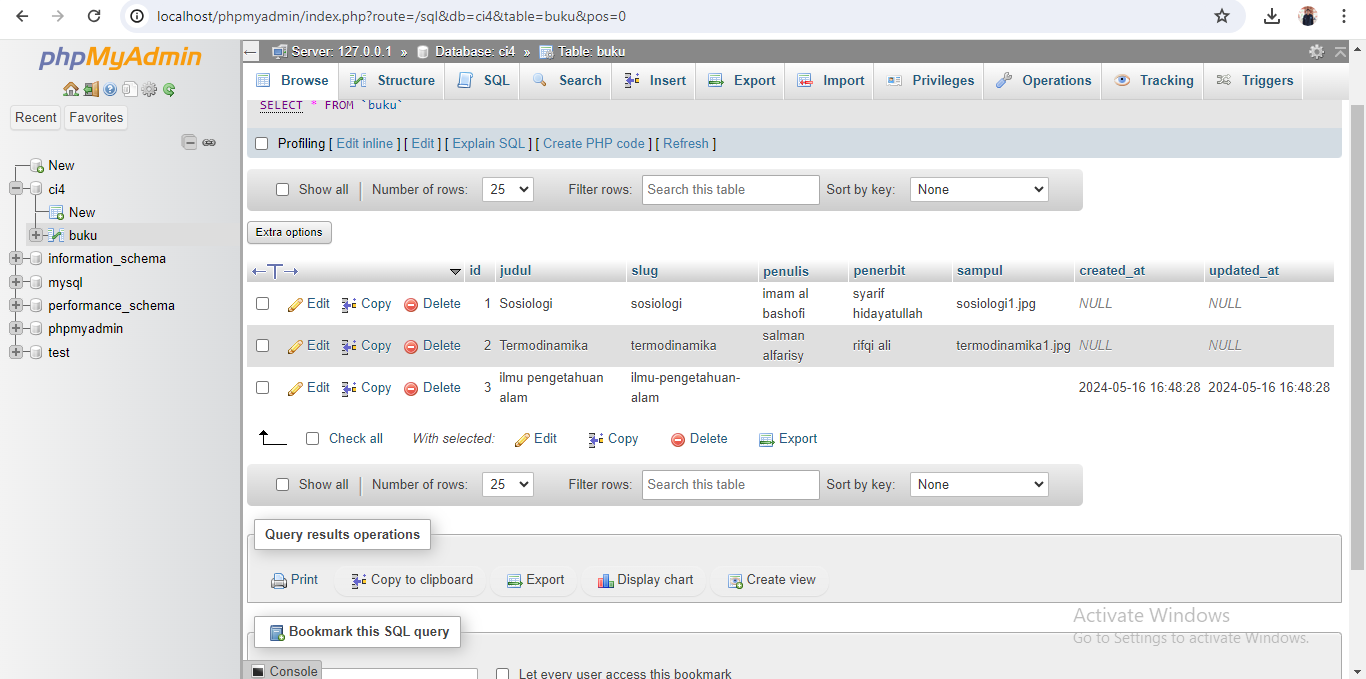 localhost/phpmyadmin/index.php?route=/sql&db=ci4&table=buku&pos=0
phpMyAdmin
Recent Favorites
New
ci4
New
buku
information_schema
mysql
performance_schema
phpmyadmin
test
Server: 127.0.0.1 » Database: ci4 » Table: buku
Browse Structure SQL Search Insert Export Import Privileges Operations Tracking Triggers
SELECT * FROM `buku`
Profiling [ Edit inline ] [ Edit ] [ Explain SQL ] [ Create PHP code ] [ Refresh ]
Show all Number of rows: 25 Filter rows: Search this table Sort by key: None
Extra options
id judul slug penulis penerbit sampul created_at updated_at
Edit Copy Delete 1 Sosiologi sosiologi imam al bashofi syarif hidayatullah sosiologi1.jpg NULL NULL
Edit Copy Delete 2 Termodinamika termodinamika salman alfarisy rifqi ali termodinamika1.jpg NULL NULL
Edit Copy Delete 3 ilmu pengetahuan alam ilmu-pengetahuan-alam 2024-05-16 16:48:28 2024-05-16 16:48:28
Check all With selected: Edit Copy Delete Export
Show all Number of rows: 25 Filter rows: Search this table Sort by key: None
Query results operations
Print Copy to clipboard Export Display chart Create view
Bookmark this SQL query
Console Let every user access this bookmark
Activate Windows
Go to Settings to activate Windows.